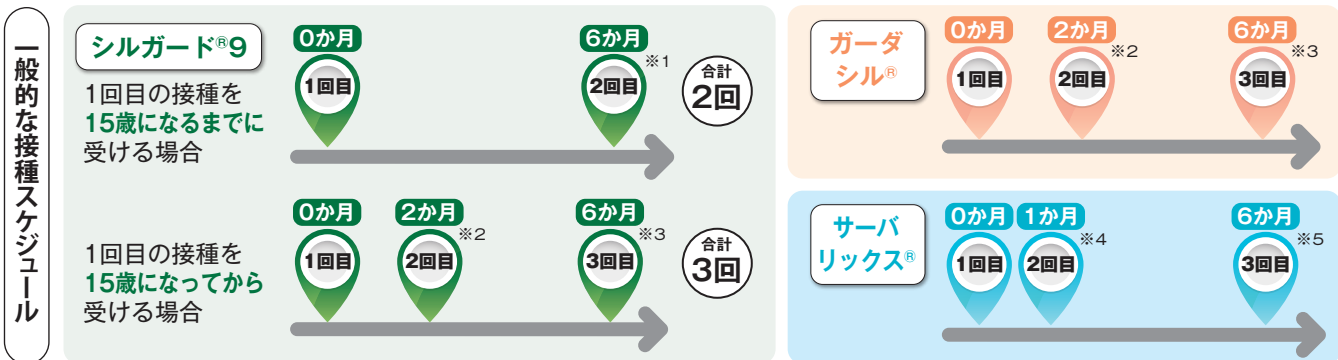 一般的な接種スケジュール
シルガード®9
1回目の接種を
15歳になるまでに
受ける場合
0か月
6か月
1回目
2回目
※1
合計
2回
1回目の接種を
15歳になってから
受ける場合
0か月
2か月
6か月
1回目
2回目
※2
3回目
※3
合計
3回
ガーダ
シル®
0か月
2か月
6か月
1回目
2回目
※2
3回目
※3
サーバ
リックス®
0か月
1か月
6か月
1回目
2回目
※4
3回目
※5